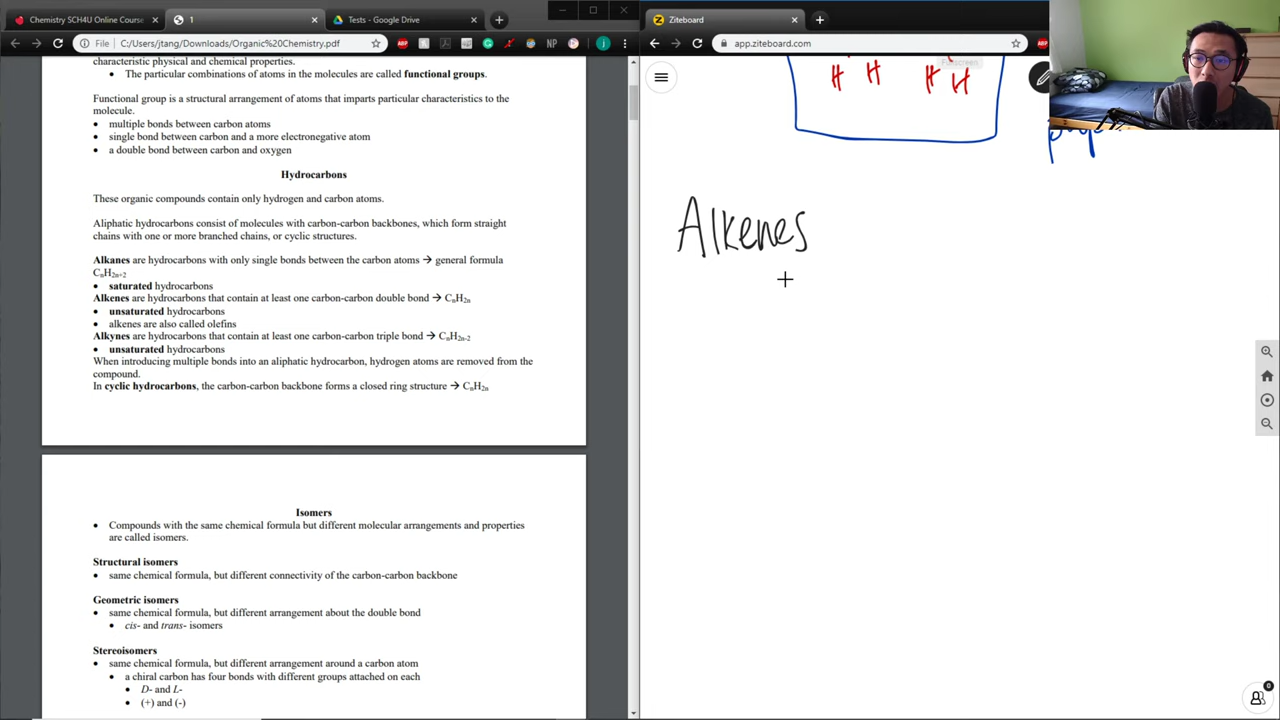 Chemistry SCH4U Online Course
1
Tests - Google Drive
File | C:/Users/jtang/Downloads/Organic%20Chemistry.pdf
ABP
NP
j
characteristic physical and chemical properties.
• The particular combinations of atoms in the molecules are called functional groups.
Functional group is a structural arrangement of atoms that imparts particular characteristics to the
molecule.
• multiple bonds between carbon atoms
• single bond between carbon and a more electronegative atom
• a double bond between carbon and oxygen
Hydrocarbons
These organic compounds contain only hydrogen and carbon atoms.
Aliphatic hydrocarbons consist of molecules with carbon-carbon backbones, which form straight
chains with one or more branched chains, or cyclic structures.
Alkanes are hydrocarbons with only single bonds between the carbon atoms → general formula
CnH2n+2
• saturated hydrocarbons
Alkenes are hydrocarbons that contain at least one carbon-carbon double bond → CnH2n
• unsaturated hydrocarbons
• alkenes are also called olefins
Alkynes are hydrocarbons that contain at least one carbon-carbon triple bond → CnH2n-2
• unsaturated hydrocarbons
When introducing multiple bonds into an aliphatic hydrocarbon, hydrogen atoms are removed from the
compound.
In cyclic hydrocarbons, the carbon-carbon backbone forms a closed ring structure → CnH2n
Isomers
• Compounds with the same chemical formula but different molecular arrangements and properties
are called isomers.
Structural isomers
• same chemical formula, but different connectivity of the carbon-carbon backbone
Geometric isomers
• same chemical formula, but different arrangement about the double bond
• cis- and trans- isomers
Stereoisomers
• same chemical formula, but different arrangement around a carbon atom
• a chiral carbon has four bonds with different groups attached on each
• D- and L-
• (+) and (-)
Ziteboard
app.ziteboard.com
ABP
Fullscreen
H H H H
Alkenes
0